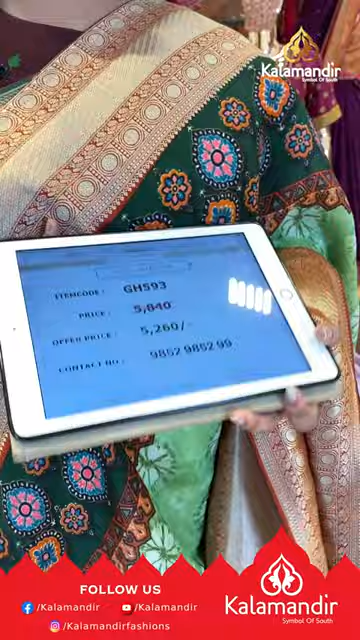 Kalamandir
Symbol Of South
ITEMCODE : GH593
PRICE : 5,840
OFFER PRICE : 5,260/-
CONTACT NO : 9852 9852 99
FOLLOW US
/Kalamandir /Kalamandir
/Kalamandirfashions
Kalamandir
Symbol Of South